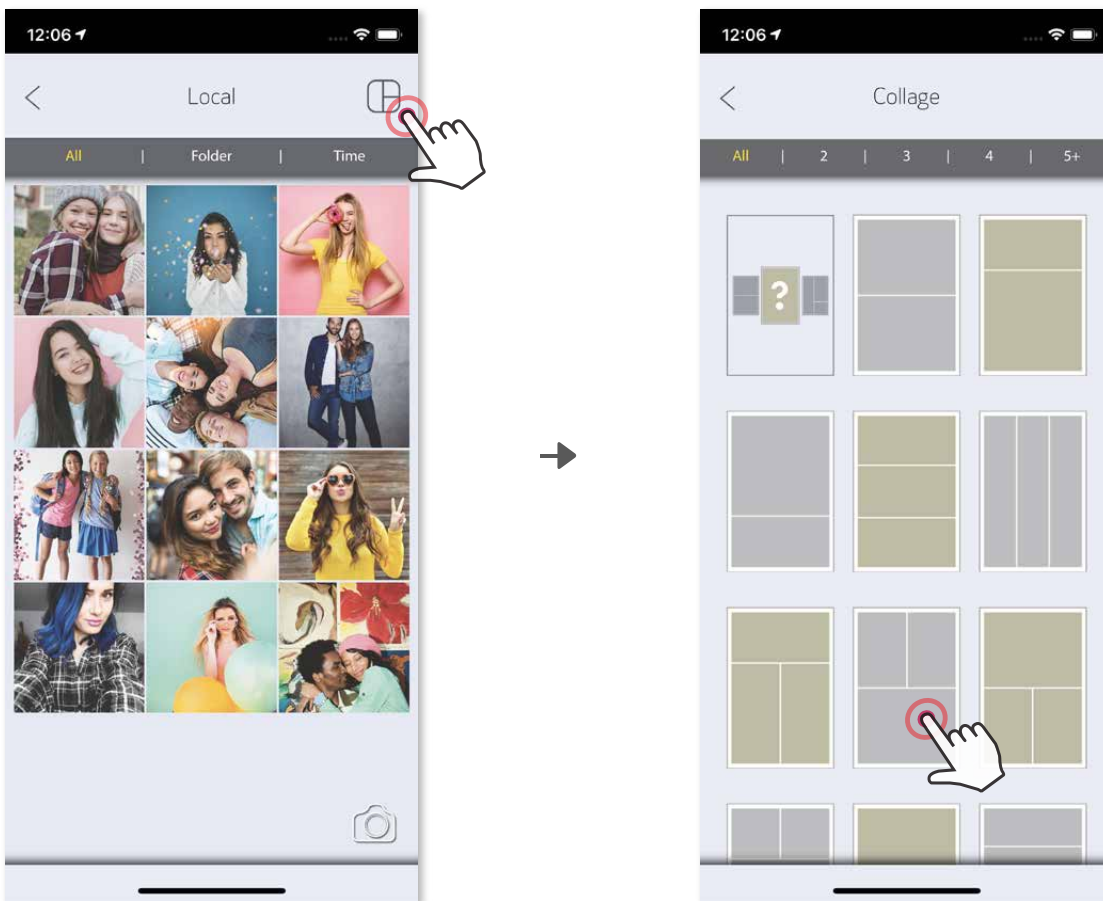 12:06
Local
All | Folder | Time
12:06
Collage
All | 2 | 3 | 4 | 5+
?